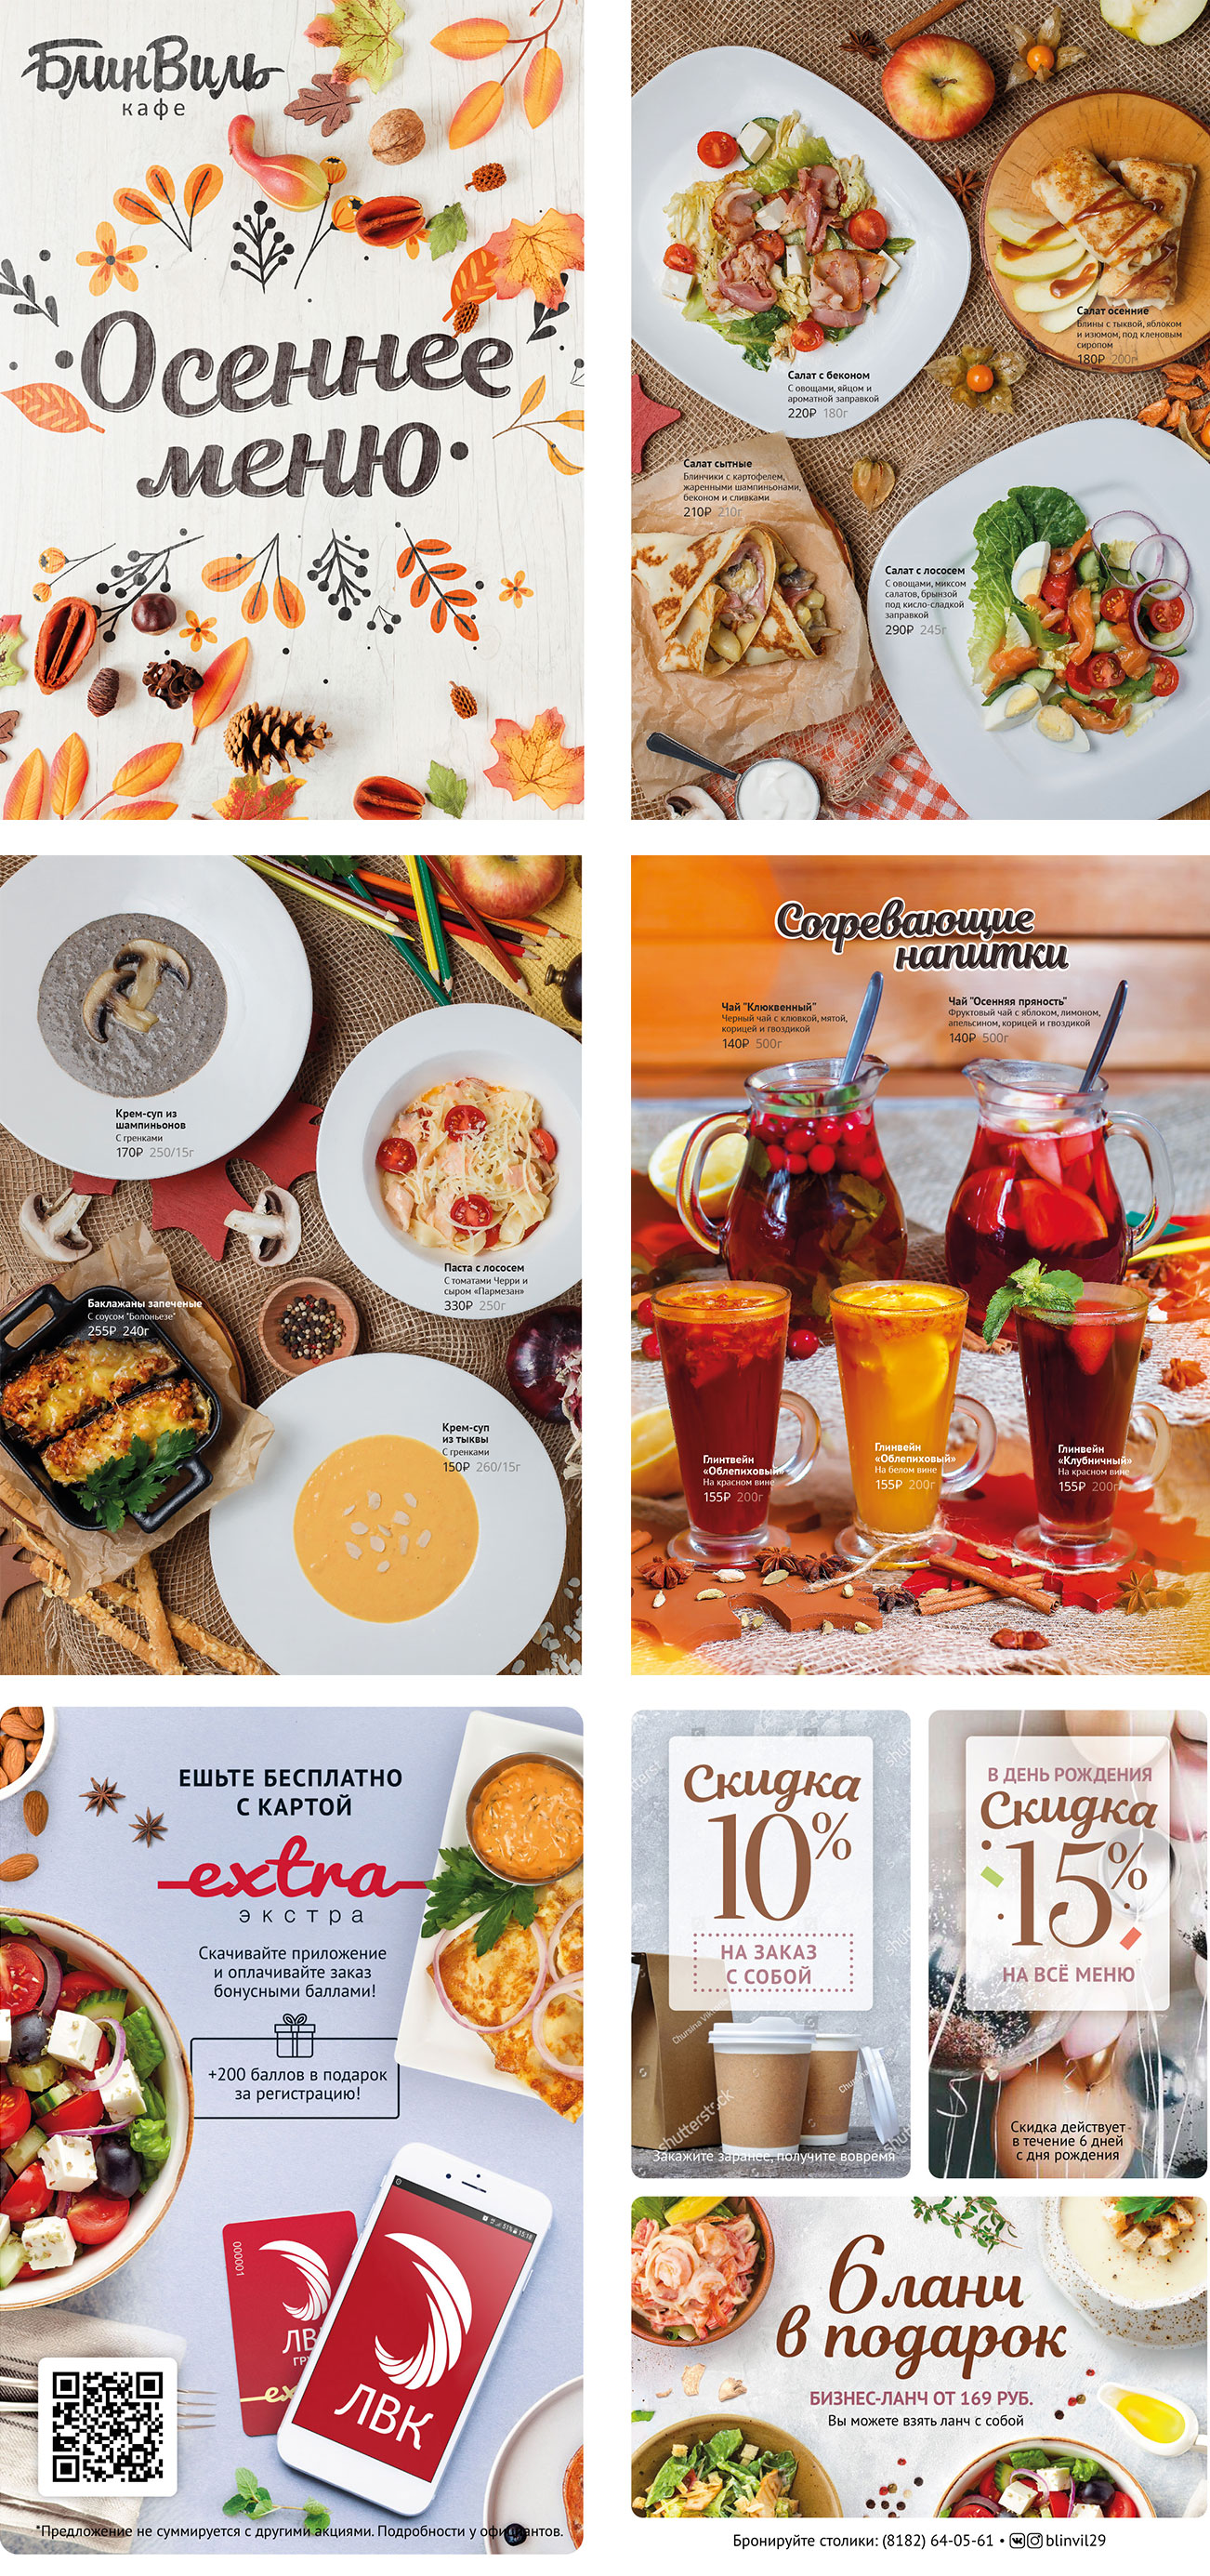 БлинВиль
кафе
Осеннее
меню
Салат с беконом
С овощами, яйцом и
ароматной заправкой
220₽ 180г
Салат осенние
Блины с тыквой, яблоком
и изюмом, под кленовым
сиропом
180₽ 200г
Салат сытные
Блинчики с картофелем,
жаренными шампиньонами,
беконом и сливками
210₽ 210г
Салат с лососем
С овощами, миксом
салатов, брынзой
под кисло-сладкой
заправкой
290₽ 245г
Крем-суп из
шампиньонов
С гренками
170₽ 250/15г
Паста с лососем
С томатами Черри и
сыром «Пармезан»
330₽ 250г
Баклажаны запеченые
С соусом "Болоньезе"
255₽ 240г
Крем-суп
из тыквы
С гренками
150₽ 260/15г
Согревающие
напитки
Чай "Клюквенный"
Черный чай с клювкой, мятой,
корицей и гвоздикой
140₽ 500г
Чай "Осенняя пряность"
Фруктовый чай с яблоком, лимоном,
апельсином, корицей и гвоздикой
140₽ 500г
Глинтвейн
«Облепиховый»
На красном вине
155₽ 200г
Глинвейн
«Облепиховый»
На белом вине
155₽ 200г
Глинвейн
«Клубничный»
На красном вине
155₽ 200г
ЕШЬТЕ БЕСПЛАТНО
С КАРТОЙ
extra
экстра
Скачивайте приложение
и оплачивайте заказ
бонусными баллами!
+200 баллов в подарок
за регистрацию!
000001
51% 15:18
ЛВК
*Предложение не суммируется с другими акциями. Подробности у официантов.
Скидка
10%
НА ЗАКАЗ
С СОБОЙ
shutterstock
Закажите заранее, получите вовремя
В ДЕНЬ РОЖДЕНИЯ
Скидка
15%
НА ВСЁ МЕНЮ
Скидка действует
в течение 6 дней
с дня рождения
6 ланч
в подарок
БИЗНЕС-ЛАНЧ ОТ 169 РУБ.
Вы можете взять ланч с собой
Бронируйте столики: (8182) 64-05-61 • blinvil29